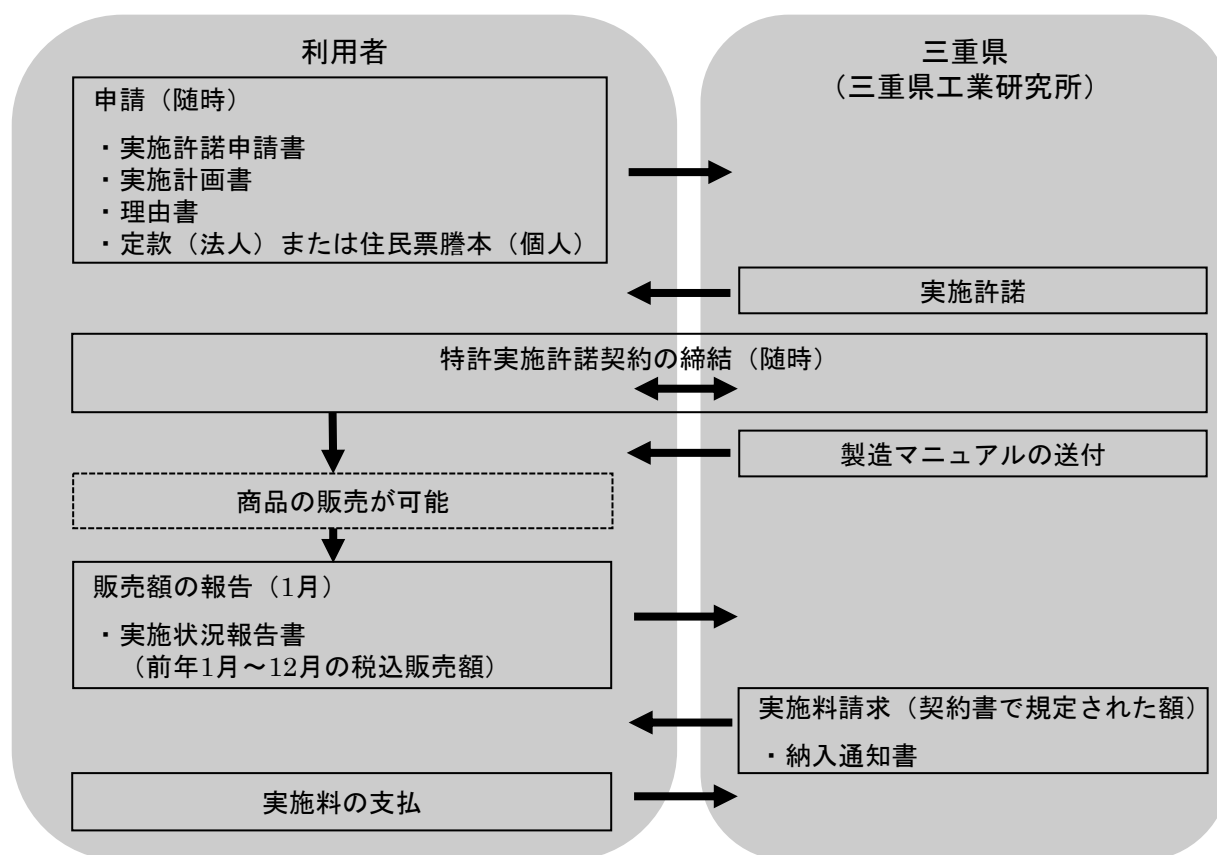 利用者
三重県
（三重県工業研究所）
申請（随時）
・実施許諾申請書
・実施計画書
・理由書
・定款（法人）または住民票謄本（個人）
実施許諾
特許実施許諾契約の締結（随時）
製造マニュアルの送付
商品の販売が可能
販売額の報告（1月）
・実施状況報告書
（前年1月～12月の税込販売額）
実施料請求（契約書で規定された額）
・納入通知書
実施料の支払